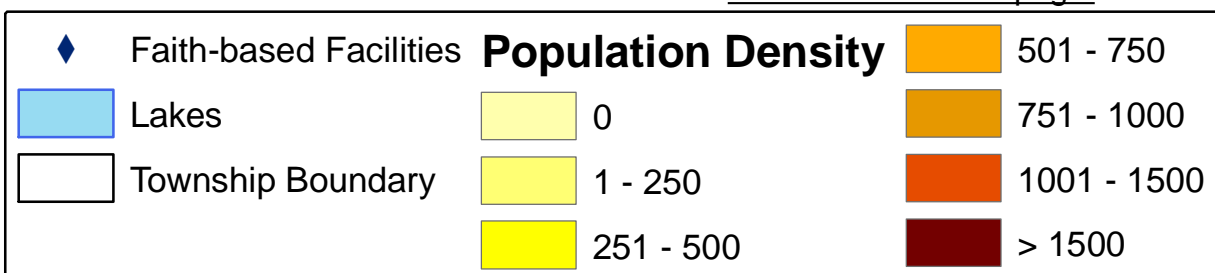 Faith-based Facilities
Lakes
Township Boundary
Population Density
0
1 - 250
251 - 500
501 - 750
751 - 1000
1001 - 1500
> 1500